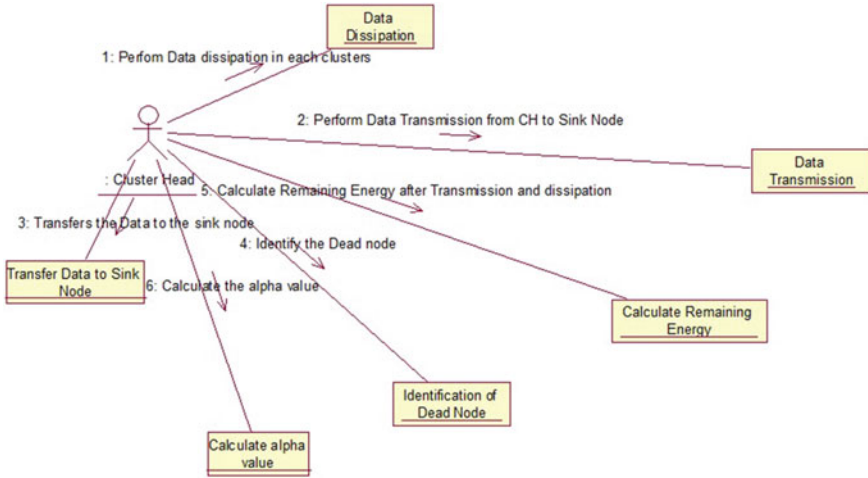 Data
Dissipation
1: Perfom Data dissipation in each clusters
2: Perform Data Transmission from CH to Sink Node
Data
Transmission
: Cluster Head
5: Calculate Remaining Energy after Transmission and dissipation
3: Transfers the Data to the sink node
4: Identify the Dead node
Transfer Data to Sink
Node
6: Calculate the alpha value
Calculate Remaining
Energy
Identification of
Dead Node
Calculate alpha
value